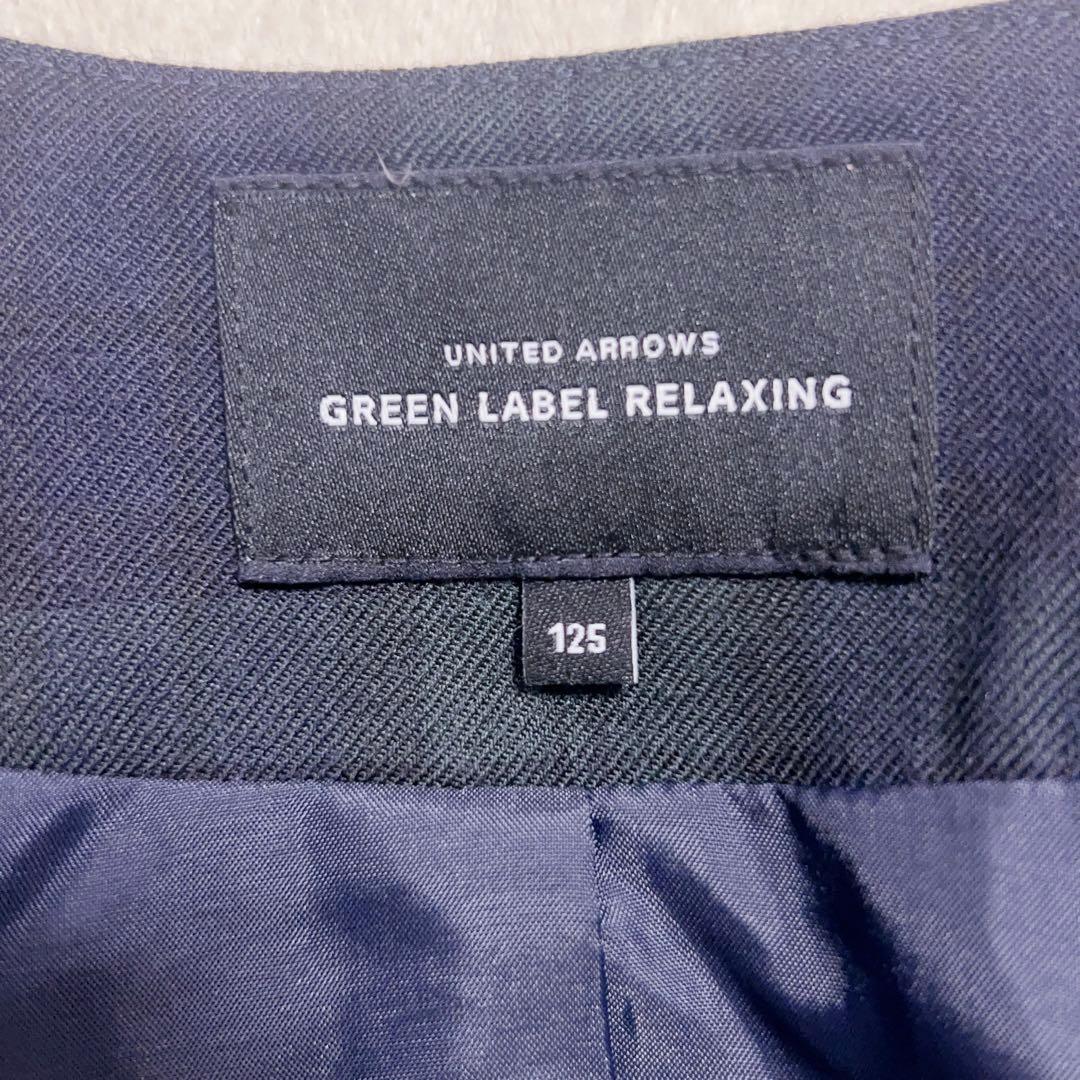 UNITED ARROWS
GREEN LABEL RELAXING
125